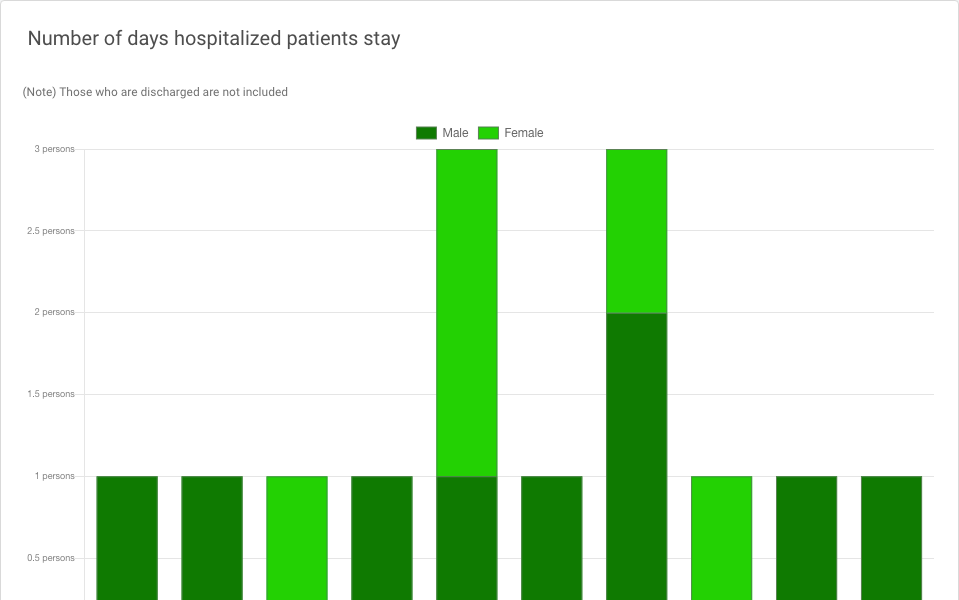 Number of days hospitalized patients stay
(Note) Those who are discharged are not included
Male Female
3 persons
2.5 persons
2 persons
1.5 persons
1 persons
0.5 persons